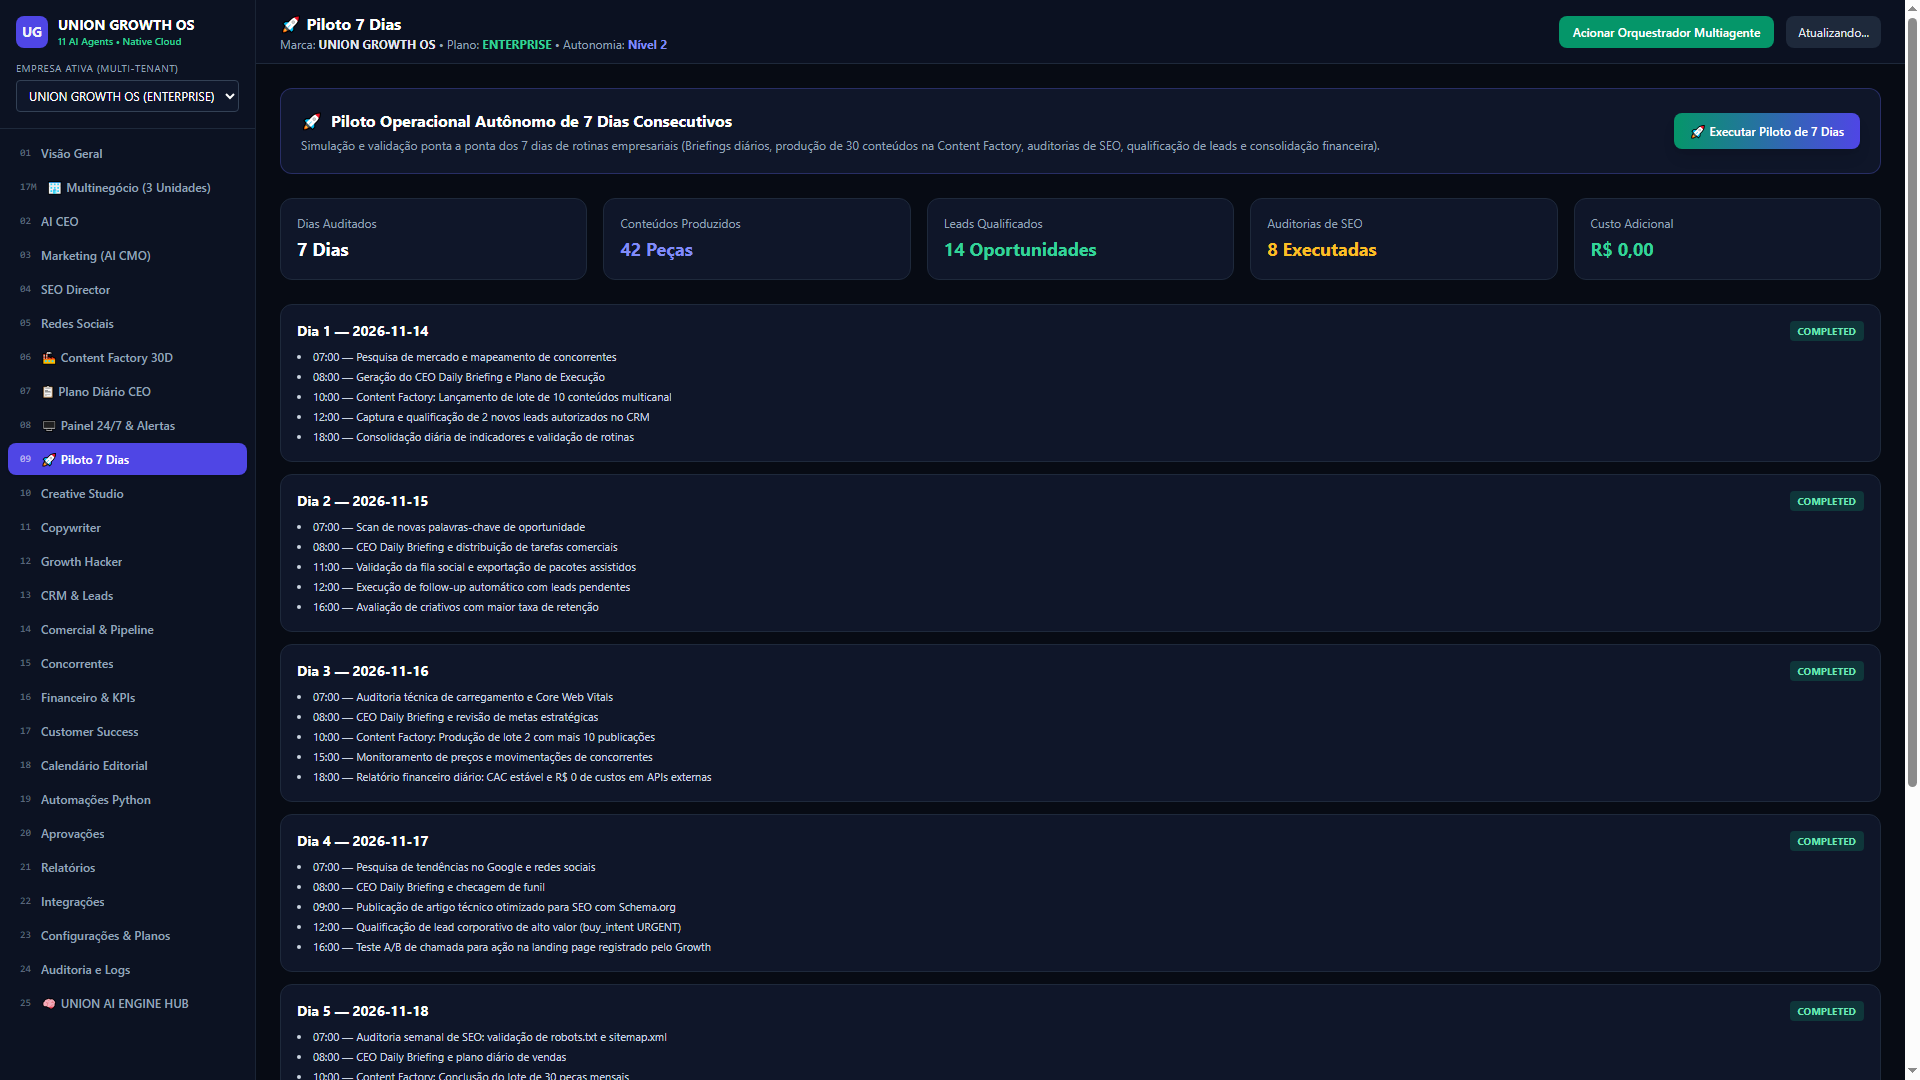 UG
UNION GROWTH OS
11 AI Agents • Native Cloud
EMPRESA ATIVA (MULTI-TENANT)
UNION GROWTH OS (ENTERPRISE)
01 Visão Geral
17M Multinegócio (3 Unidades)
02 AI CEO
03 Marketing (AI CMO)
04 SEO Director
05 Redes Sociais
06 Content Factory 30D
07 Plano Diário CEO
08 Painel 24/7 & Alertas
09 Piloto 7 Dias
10 Creative Studio
11 Copywriter
12 Growth Hacker
13 CRM & Leads
14 Comercial & Pipeline
15 Concorrentes
16 Financeiro & KPIs
17 Customer Success
18 Calendário Editorial
19 Automações Python
20 Aprovações
21 Relatórios
22 Integrações
23 Configurações & Planos
24 Auditoria e Logs
25 UNION AI ENGINE HUB
Piloto 7 Dias
Marca: UNION GROWTH OS • Plano: ENTERPRISE • Autonomia: Nível 2
Acionar Orquestrador Multiagente
Atualizando...
Piloto Operacional Autônomo de 7 Dias Consecutivos
Simulação e validação ponta a ponta dos 7 dias de rotinas empresariais (Briefings diários, produção de 30 conteúdos na Content Factory, auditorias de SEO, qualificação de leads e consolidação financeira).
Executar Piloto de 7 Dias
Dias Auditados
7 Dias
Conteúdos Produzidos
42 Peças
Leads Qualificados
14 Oportunidades
Auditorias de SEO
8 Executadas
Custo Adicional
R$ 0,00
Dia 1 — 2026-11-14
COMPLETED
• 07:00 — Pesquisa de mercado e mapeamento de concorrentes
• 08:00 — Geração do CEO Daily Briefing e Plano de Execução
• 10:00 — Content Factory: Lançamento de lote de 10 conteúdos multicanal
• 12:00 — Captura e qualificação de 2 novos leads autorizados no CRM
• 18:00 — Consolidação diária de indicadores e validação de rotinas
Dia 2 — 2026-11-15
COMPLETED
• 07:00 — Scan de novas palavras-chave de oportunidade
• 08:00 — CEO Daily Briefing e distribuição de tarefas comerciais
• 11:00 — Validação da fila social e exportação de pacotes assistidos
• 12:00 — Execução de follow-up automático com leads pendentes
• 16:00 — Avaliação de criativos com maior taxa de retenção
Dia 3 — 2026-11-16
COMPLETED
• 07:00 — Auditoria técnica de carregamento e Core Web Vitals
• 08:00 — CEO Daily Briefing e revisão de metas estratégicas
• 10:00 — Content Factory: Produção de lote 2 com mais 10 publicações
• 15:00 — Monitoramento de preços e movimentações de concorrentes
• 18:00 — Relatório financeiro diário: CAC estável e R$ 0 de custos em APIs externas
Dia 4 — 2026-11-17
COMPLETED
• 07:00 — Pesquisa de tendências no Google e redes sociais
• 08:00 — CEO Daily Briefing e checagem de funil
• 09:00 — Publicação de artigo técnico otimizado para SEO com Schema.org
• 12:00 — Qualificação de lead corporativo de alto valor (buy_intent URGENT)
• 16:00 — Teste A/B de chamada para ação na landing page registrado pelo Growth
Dia 5 — 2026-11-18
COMPLETED
• 07:00 — Auditoria semanal de SEO: validação de robots.txt e sitemap.xml
• 08:00 — CEO Daily Briefing e plano diário de vendas
• 10:00 — Content Factory: Conclusão do lote de 30 peças mensais